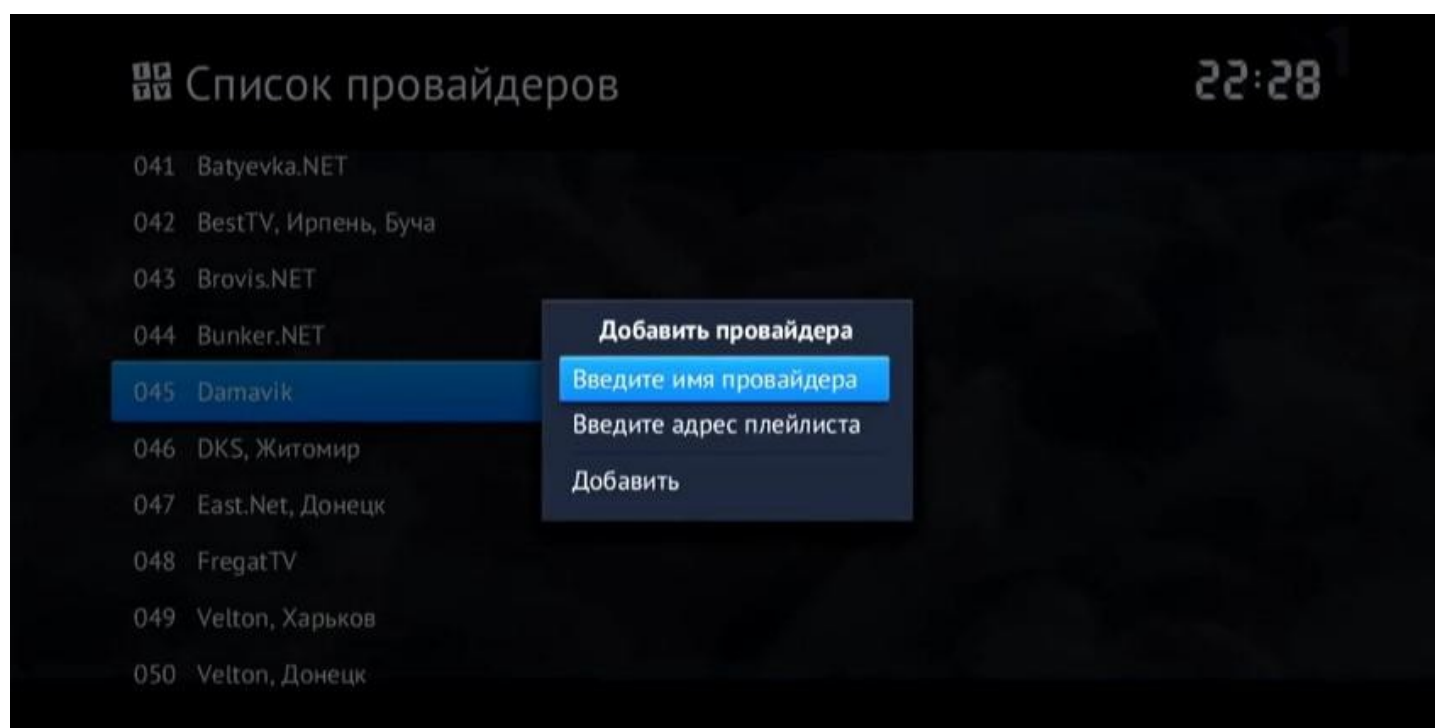 IPTV Список провайдеров
22:28
041 Batyevka.NET
042 BestTV, Ирпень, Буча
043 Brovis.NET
044 Bunker.NET
045 Damavik
046 DKS, Житомир
047 East.Net, Донецк
048 FregatTV
049 Velton, Харьков
050 Velton, Донецк
Добавить провайдера
Введите имя провайдера
Введите адрес плейлиста
Добавить
1